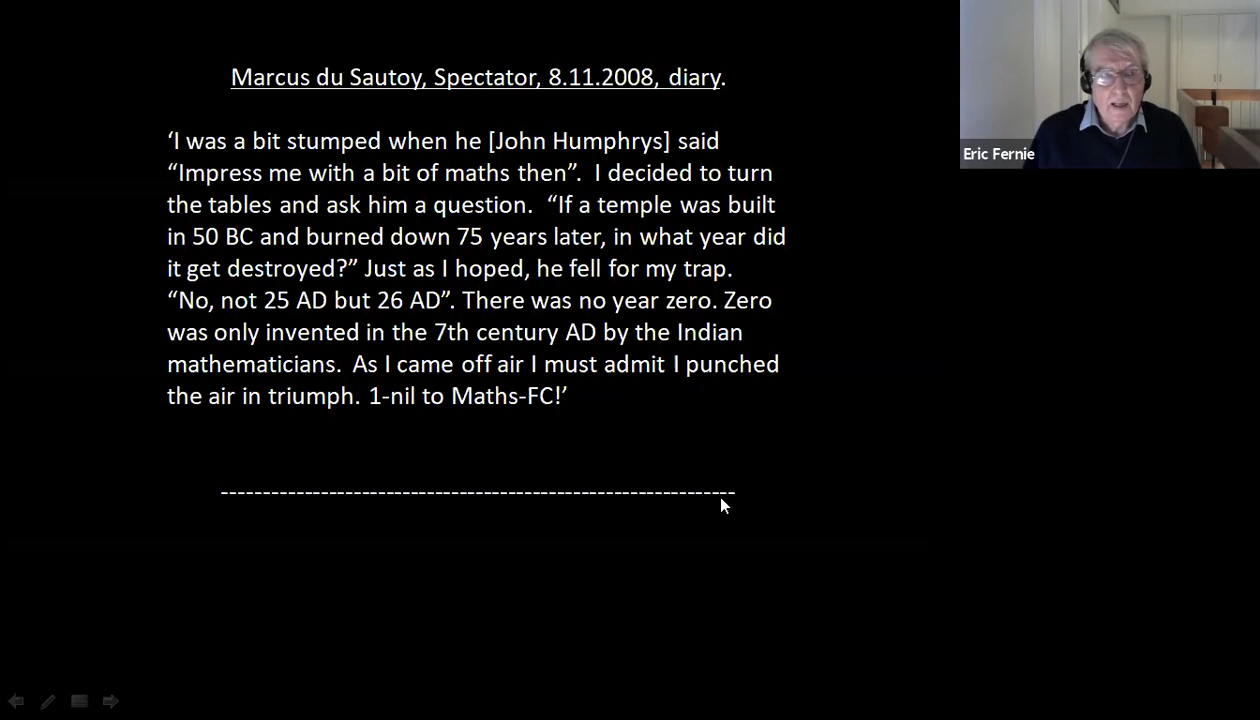 Marcus du Sautoy, Spectator, 8.11.2008, diary.
‘I was a bit stumped when he [John Humphrys] said
“Impress me with a bit of maths then”.  I decided to turn
the tables and ask him a question.  “If a temple was built
in 50 BC and burned down 75 years later, in what year did
it get destroyed?” Just as I hoped, he fell for my trap.
“No, not 25 AD but 26 AD”. There was no year zero. Zero
was only invented in the 7th century AD by the Indian
mathematicians.  As I came off air I must admit I punched
the air in triumph. 1-nil to Maths-FC!’
Eric Fernie